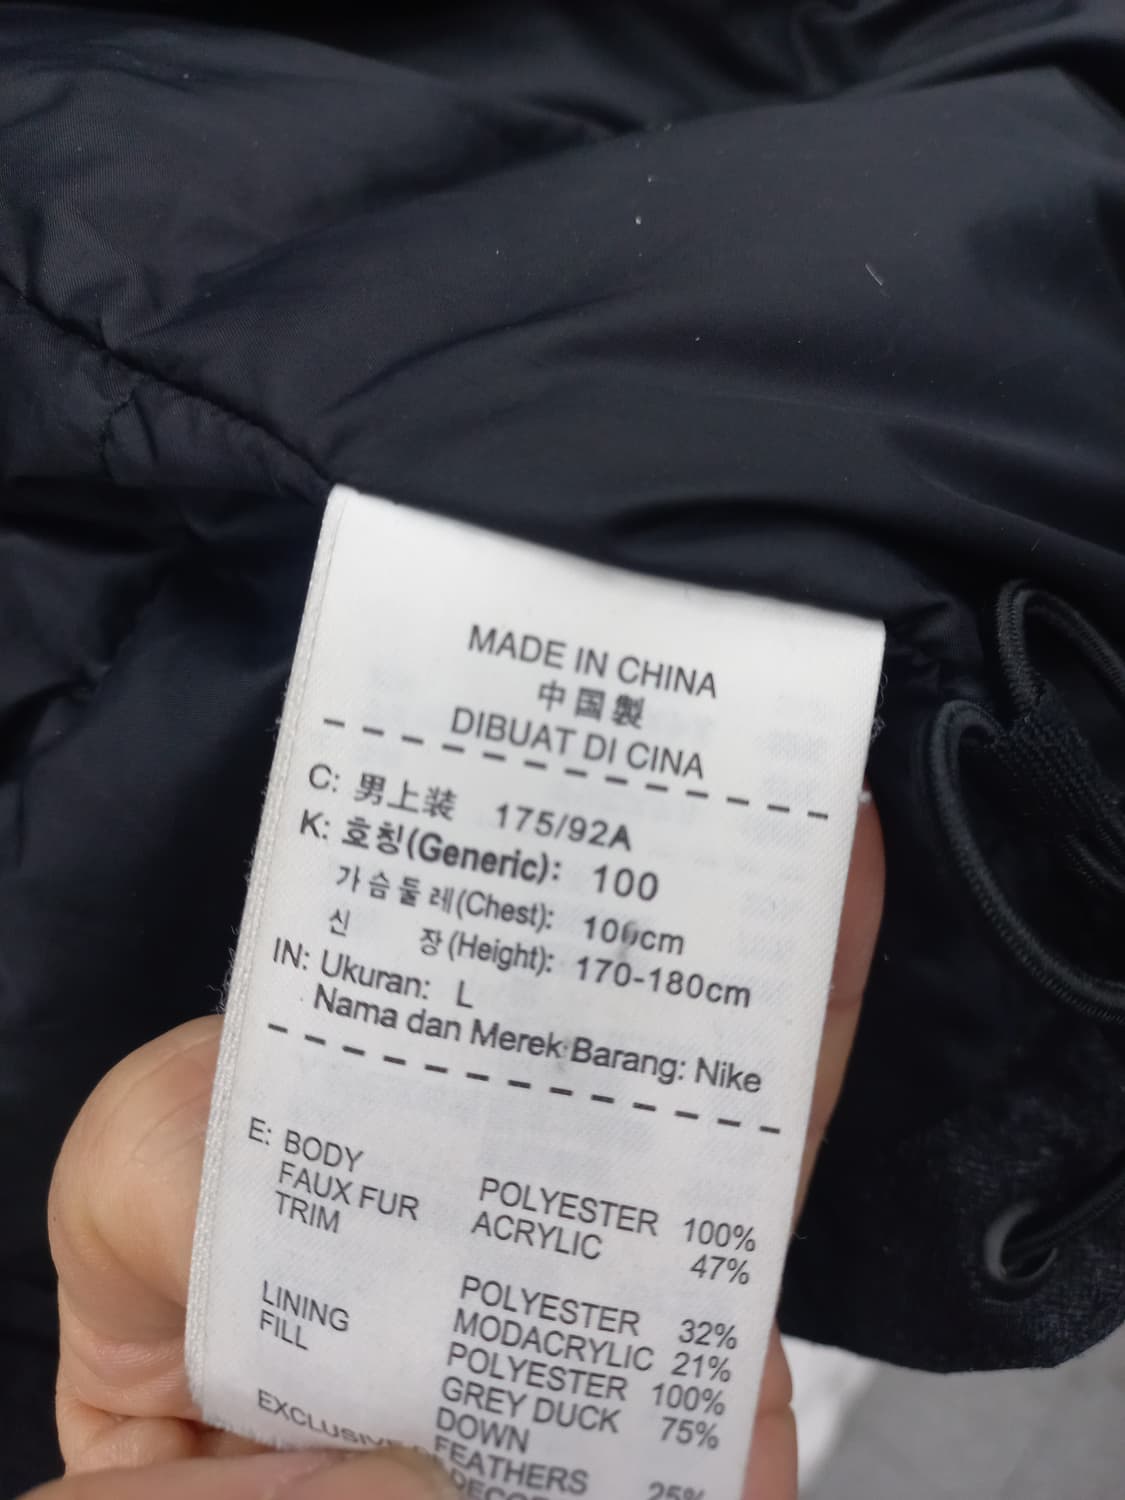 MADE IN CHINA
中国製
DIBUAT DI CINA
C: 男上装 175/92A
K: 호칭(Generic): 100
가슴둘레(Chest): 100cm
신 장(Height): 170-180cm
IN: Ukuran: L
Nama dan Merek Barang: Nike
E: BODY POLYESTER 100%
FAUX FUR ACRYLIC 47%
TRIM
POLYESTER 32%
MODACRYLIC 21%
LINING POLYESTER 100%
FILL GREY DUCK 75%
DOWN
FEATHERS 25%